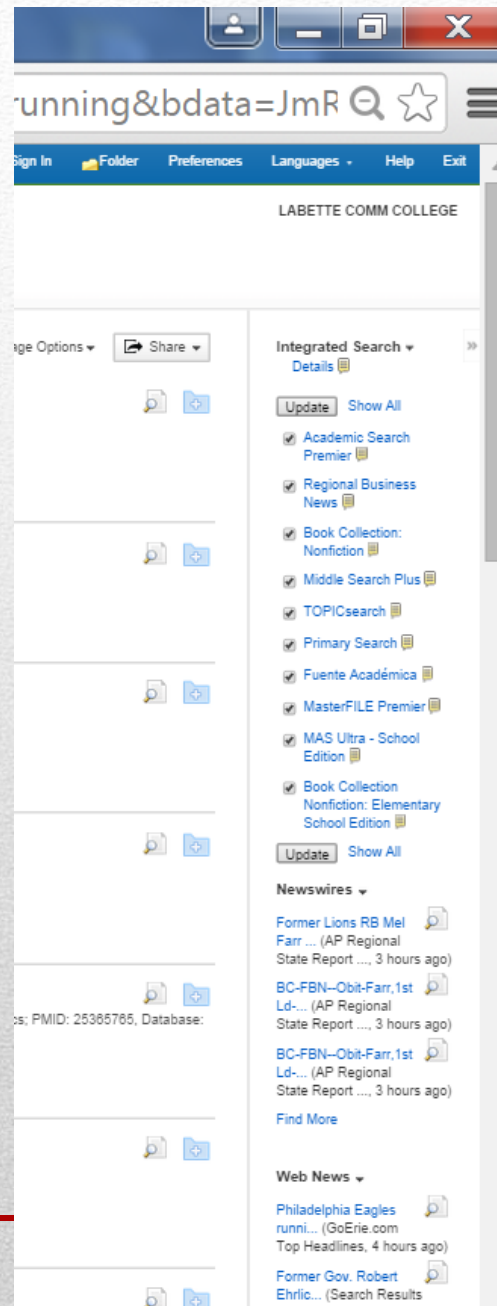 running&bdata=JmR
Sign In Folder Preferences Languages Help Exit
LABETTE COMM COLLEGE
age Options Share
Integrated Search
Details
Update Show All
Academic Search
Premier
Regional Business
News
Book Collection:
Nonfiction
Middle Search Plus
TOPICsearch
Primary Search
Fuente Académica
MasterFILE Premier
MAS Ultra - School
Edition
Book Collection
Nonfiction: Elementary
School Edition
Update Show All
Newswires
Former Lions RB Mel
Farr ... (AP Regional
State Report ..., 3 hours ago)
BC-FBN--Obit-Farr,1st
Ld-... (AP Regional
State Report ..., 3 hours ago)
cs; PMID: 25365765, Database:
BC-FBN--Obit-Farr,1st
Ld-... (AP Regional
State Report ..., 3 hours ago)
Find More
Web News
Philadelphia Eagles
runni... (GoErie.com
Top Headlines, 4 hours ago)
Former Gov. Robert
Ehrlic... (Search Results